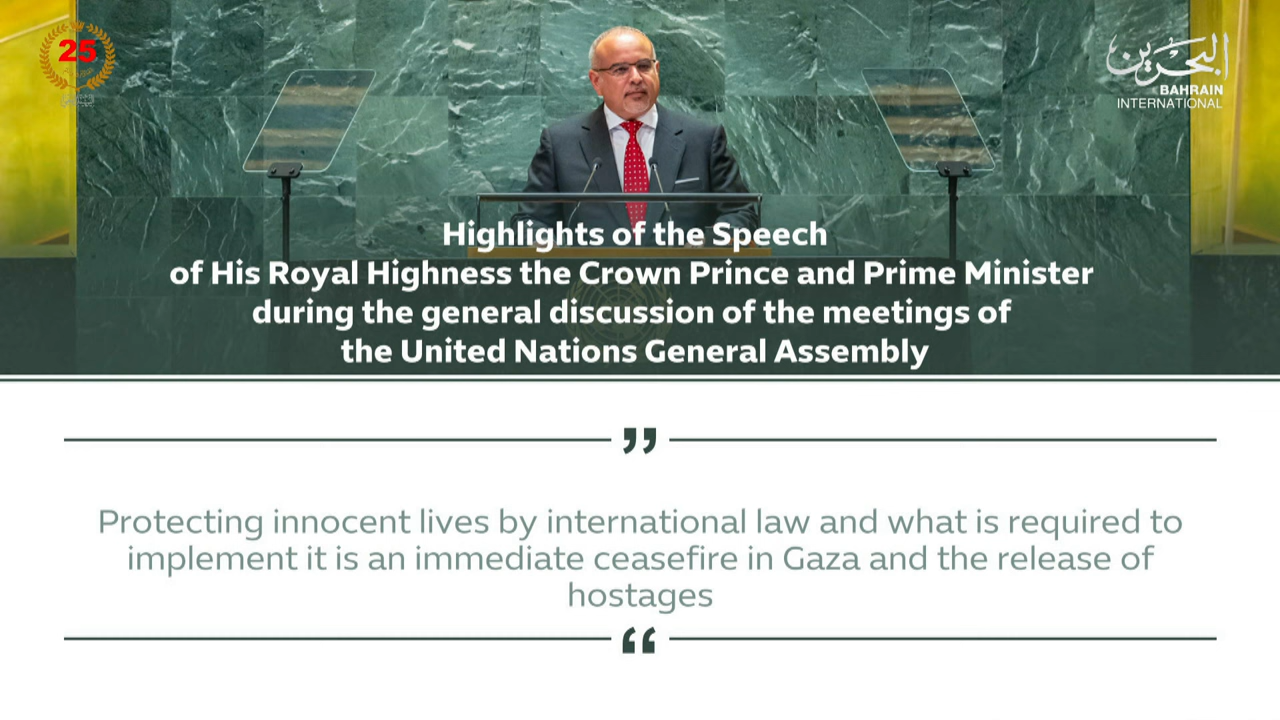 25
البحرين
BAHRAIN
INTERNATIONAL
Highlights of the Speech
of His Royal Highness the Crown Prince and Prime Minister
during the general discussion of the meetings of
the United Nations General Assembly
”
Protecting innocent lives by international law and what is required to
implement it is an immediate ceasefire in Gaza and the release of
hostages
“